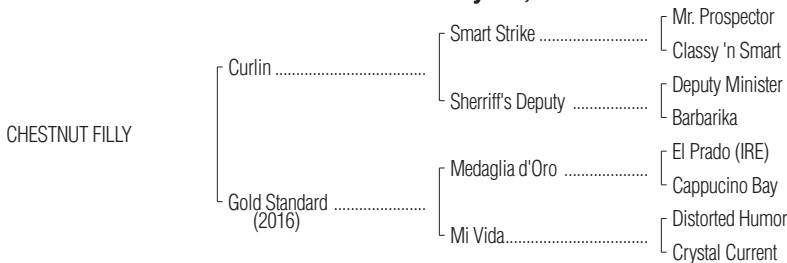 Mr. Prospector
Smart Strike ....................
Classy 'n Smart
Curlin ...................................
Deputy Minister
Sherriff's Deputy ..................
Barbarika
CHESTNUT FILLY
El Prado (IRE)
Medaglia d'Oro ...................
Cappucino Bay
Gold Standard .....................
(2016)
Distorted Humor
Mi Vida.................................
Crystal Current